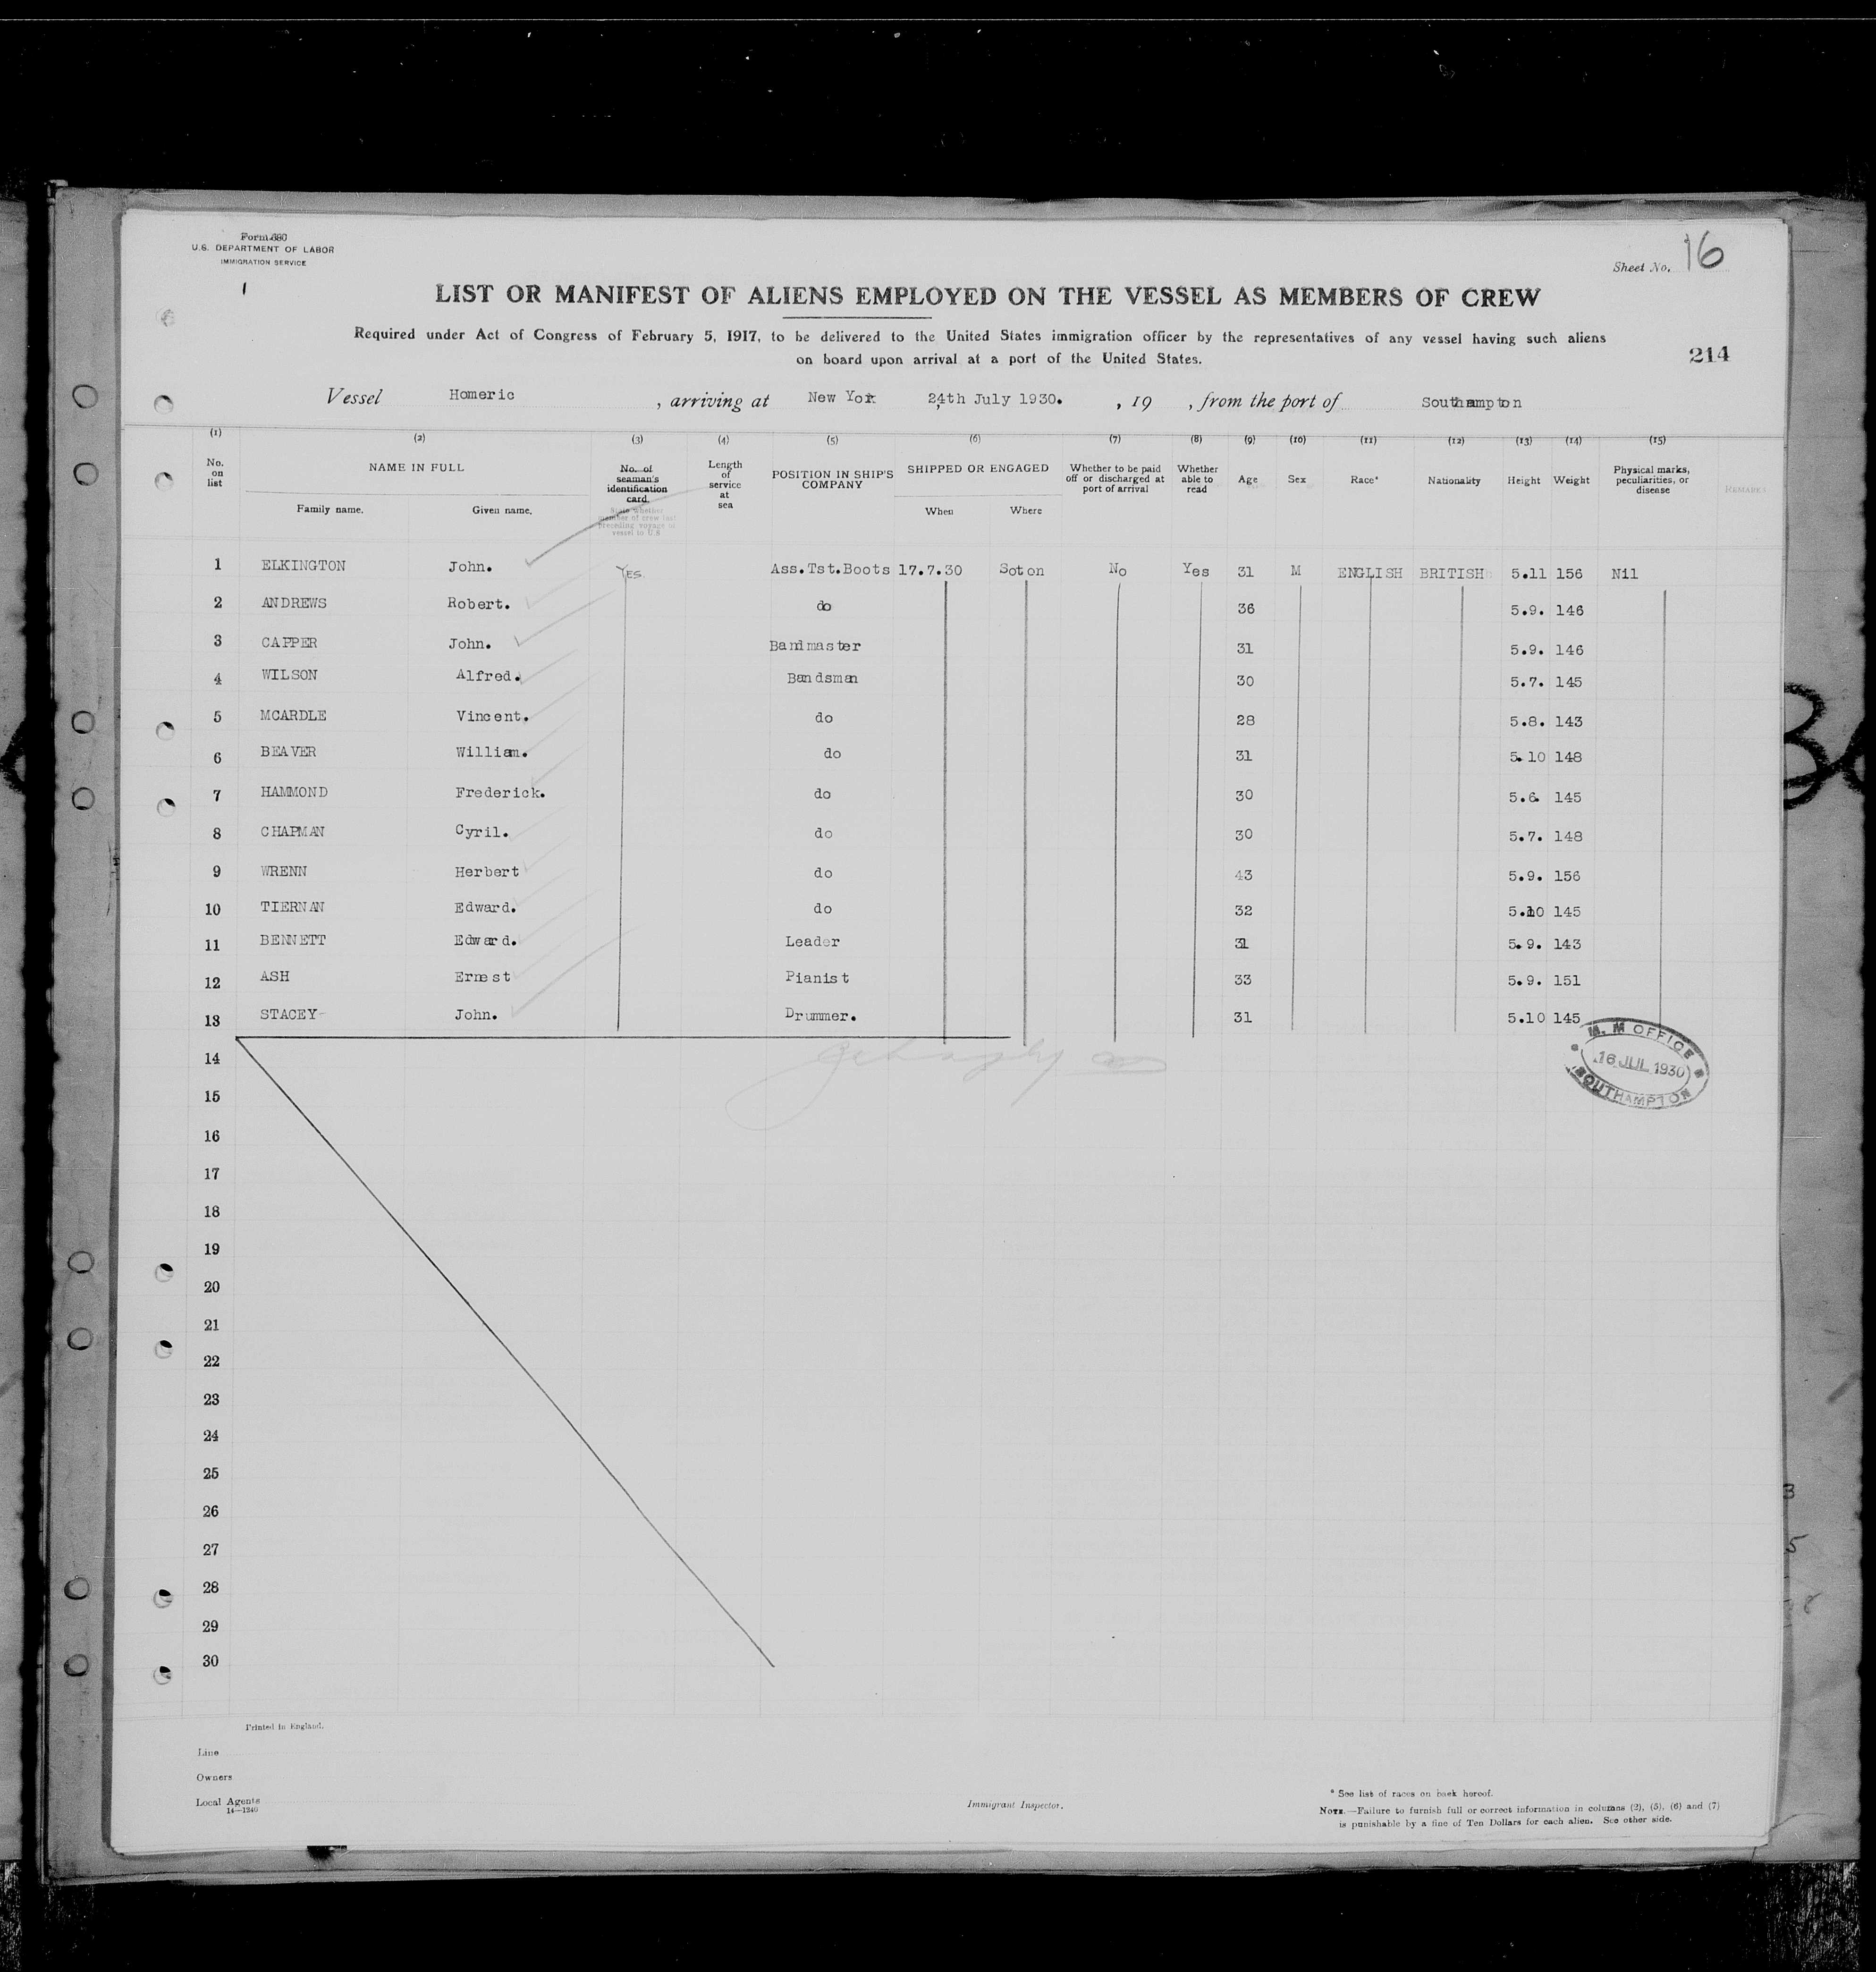 Form 680
U.S. DEPARTMENT OF LABOR
IMMIGRATION SERVICE
Sheet No. 16
LIST OR MANIFEST OF ALIENS EMPLOYED ON THE VESSEL AS MEMBERS OF CREW
Required under Act of Congress of February 5, 1917, to be delivered to the United States immigration officer by the representatives of any vessel having such aliens
on board upon arrival at a port of the United States.
214
Vessel Homeric , arriving at New York 24th July 1930. , 19 , from the port of Southampton
(1) (2) (3) (4) (5) (6) (7) (8) (9) (10) (11) (12) (13) (14) (15)
No. on list NAME IN FULL Family name. Given name. No. of seaman's identification card. State whether member of crew last preceding voyage of vessel to U.S Length of service at sea POSITION IN SHIP'S COMPANY SHIPPED OR ENGAGED When Where Whether to be paid off or discharged at port of arrival Whether able to read Age Sex Race* Nationality Height Weight Physical marks, peculiarities, or disease REMARKS
1 ELKINGTON John. YES. Ass.Tst.Boots 17.7.30 Soton No Yes 31 M ENGLISH BRITISH 5.11 156 Nil
2 ANDREWS Robert. do 36 5.9. 146
3 CAPPER John. Bandmaster 31 5.9. 146
4 WILSON Alfred. Bandsman 30 5.7. 145
5 MCARDLE Vincent. do 28 5.8. 143
6 BEAVER William. do 31 5.10 148
7 HAMMOND Frederick. do 30 5.6. 145
8 CHAPMAN Cyril. do 30 5.7. 148
9 WRENN Herbert do 43 5.9. 156
10 TIERNAN Edward. do 32 5.10 145
11 BENNETT Edward. Leader 31 5.9. 143
12 ASH Ernest Pianist 33 5.9. 151
13 STACEY John. Drummer. 31 5.10 145
M. M OFFICE
16 JUL 1930
SOUTHAMPTON
14
15
16
17
18
19
20
21
22
23
24
25
26
27
28
29
30
Printed in England.
Line
Owners
Local Agents
14—1240
Immigrant Inspector.
* See list of races on back hereof.
NOTE.—Failure to furnish full or correct information in columns (2), (5), (6) and (7)
is punishable by a fine of Ten Dollars for each alien. See other side.